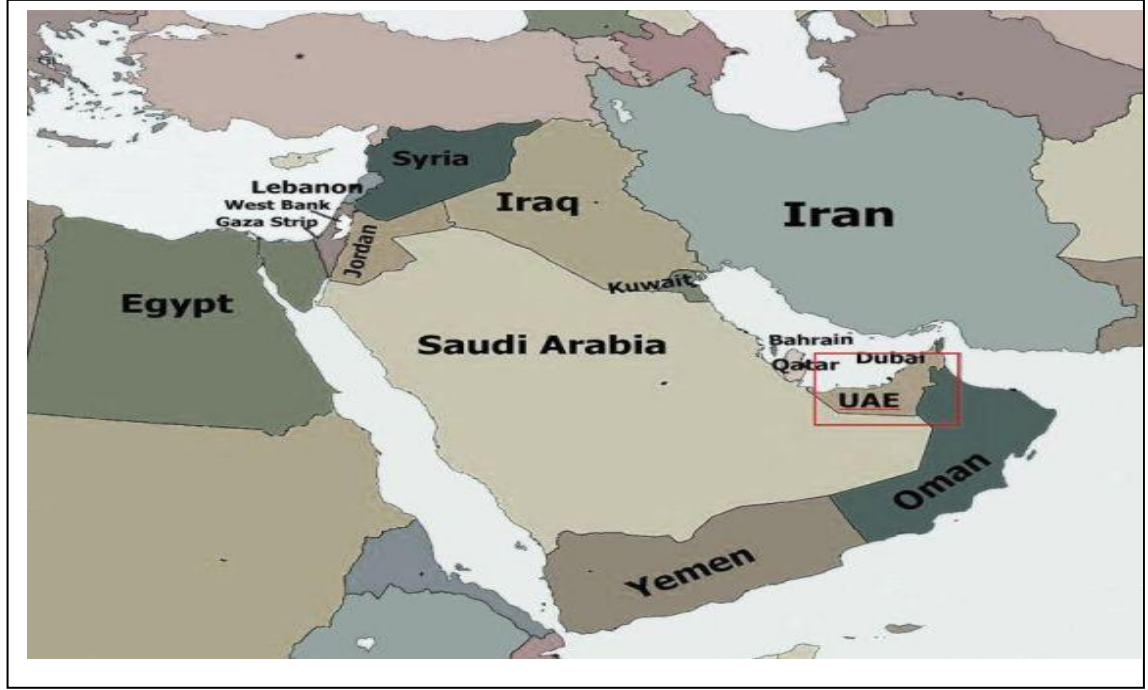 Syria
Lebanon
West Bank
Gaza Strip
Iraq
Iran
Jordan
Kuwait
Egypt
Saudi Arabia
Bahrain
Qatar
Dubai
UAE
Oman
Yemen